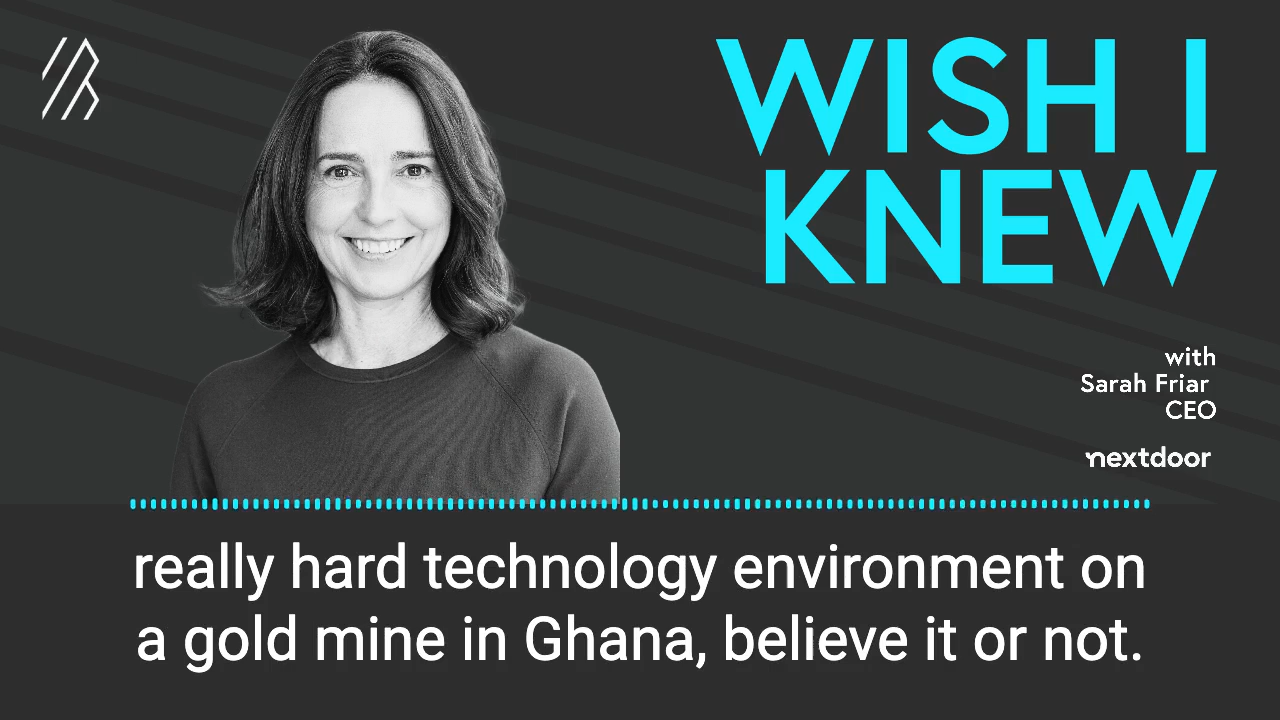 WISH I
KNEW
with
Sarah Friar
CEO
nextdoor
really hard technology environment on
a gold mine in Ghana, believe it or not.